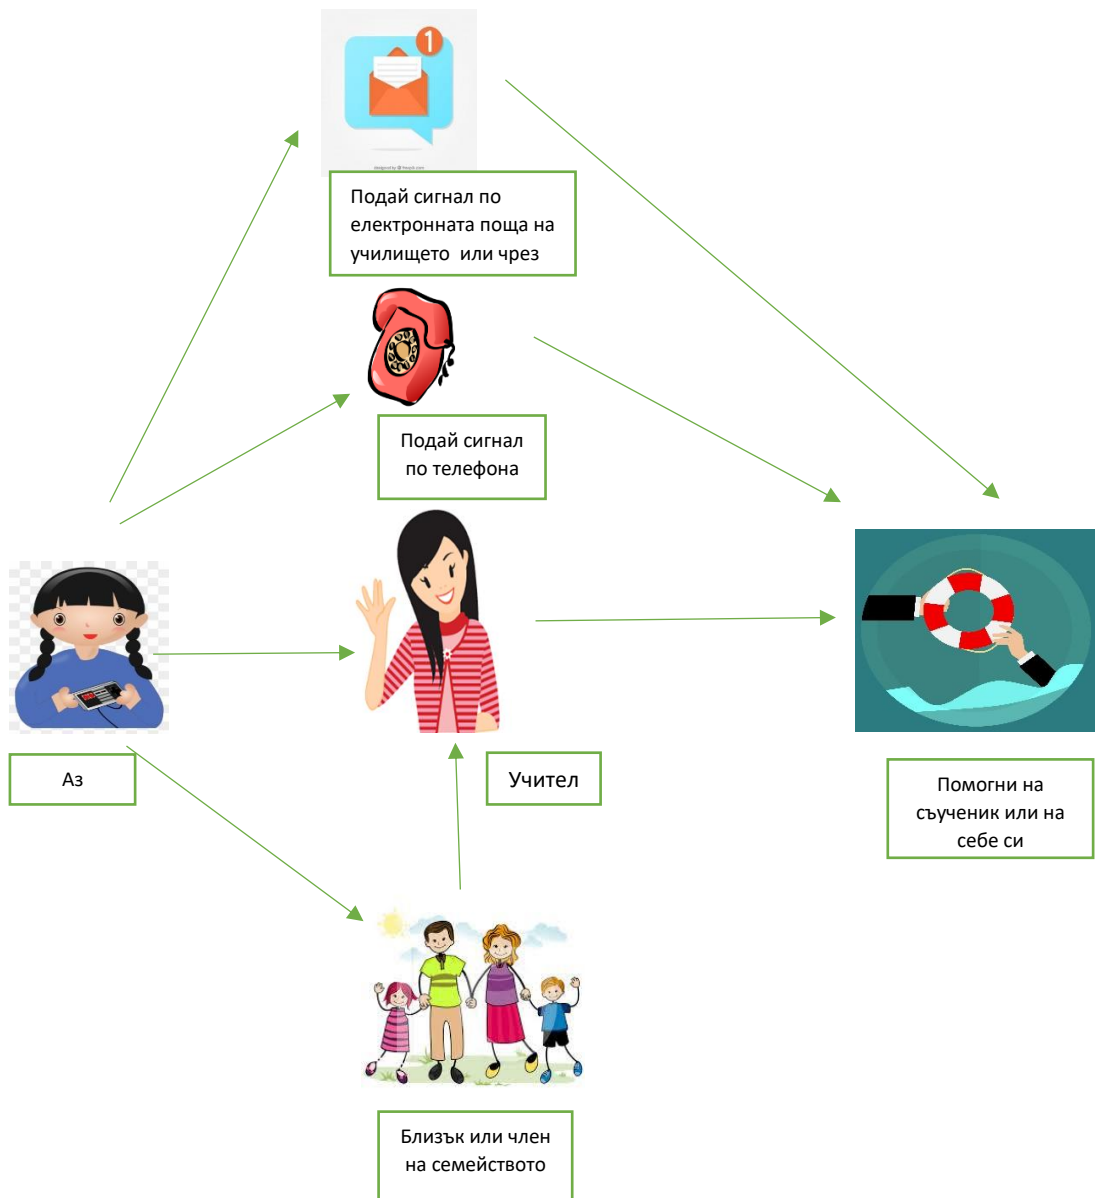 1
Подай сигнал по
електронната поща на
училището или чрез
Подай сигнал
по телефона
Аз
Учител
Помогни на
съученик или на
себе си
Близък или член
на семейството